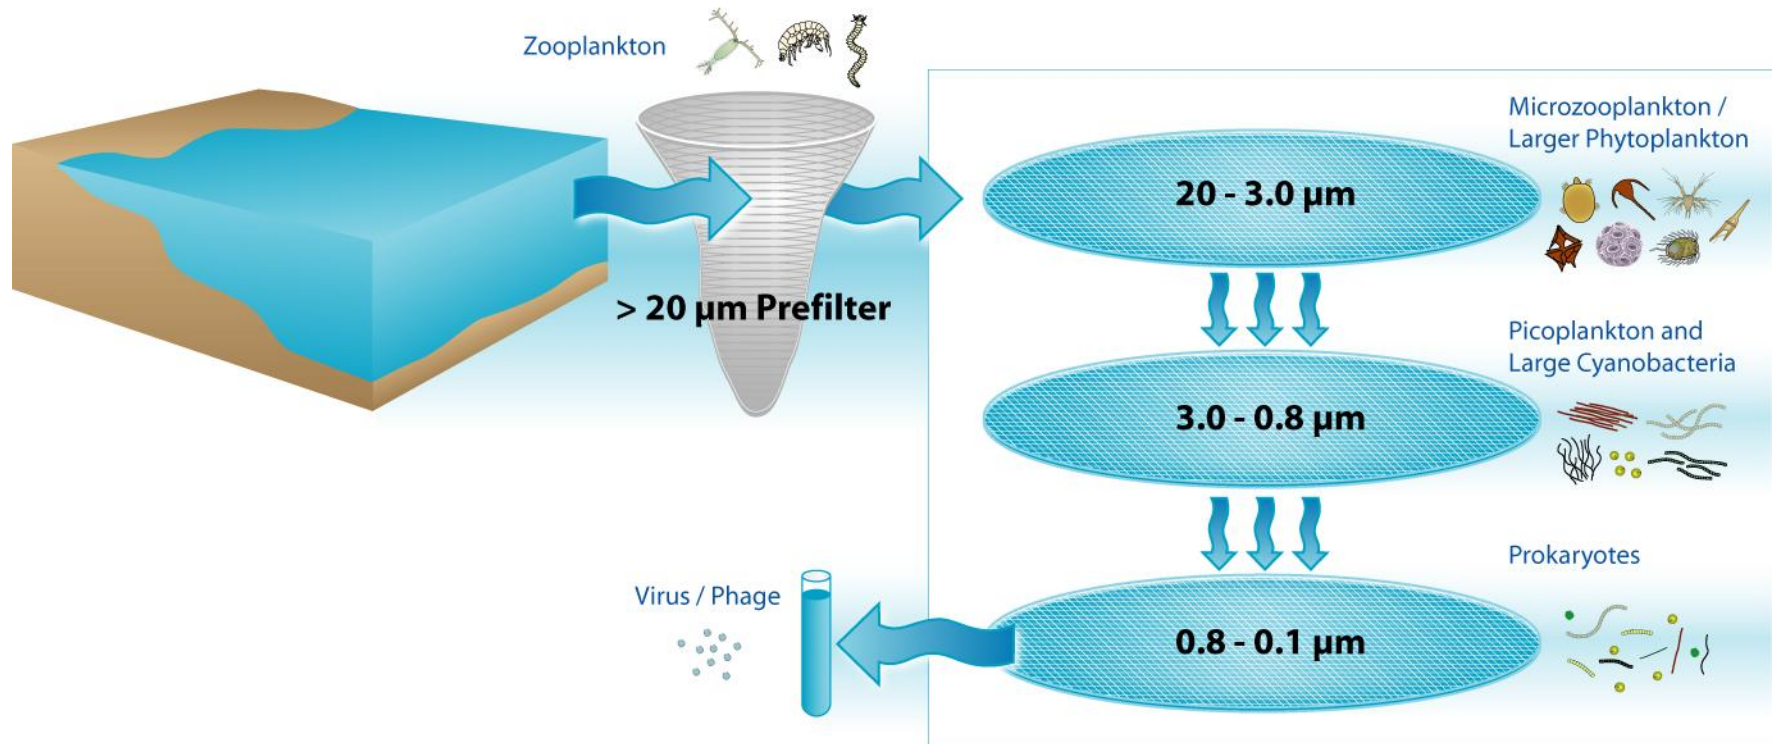 Zooplankton
> 20 µm Prefilter
Microzooplankton /
Larger Phytoplankton
20 - 3.0 µm
Picoplankton and
Large Cyanobacteria
3.0 - 0.8 µm
Prokaryotes
0.8 - 0.1 µm
Virus / Phage